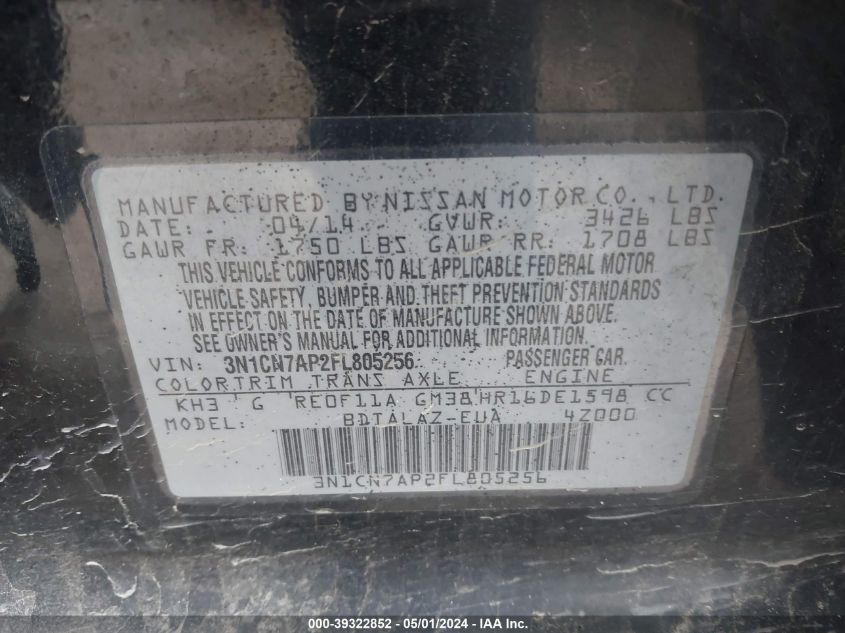 MANUFACTURED BY NISSAN MOTOR CO., LTD.
DATE: 04/14 GVWR: 3426 LBS
GAWR FR: 1750 LBS GAWR RR: 1708 LBS
THIS VEHICLE CONFORMS TO ALL APPLICABLE FEDERAL MOTOR
VEHICLE SAFETY, BUMPER AND THEFT PREVENTION STANDARDS
IN EFFECT ON THE DATE OF MANUFACTURE SHOWN ABOVE.
SEE OWNER'S MANUAL FOR ADDITIONAL INFORMATION.
VIN: 3N1CN7AP2FL805256 PASSENGER CAR.
COLOR TRIM TRANS AXLE ENGINE
KH3 G RE0F11A GM38 HR16DE1598 CC
MODEL: BDTALAZ-EUA 4Z000
3N1CN7AP2FL805256
000-39322852 - 05/01/2024 - IAA Inc.